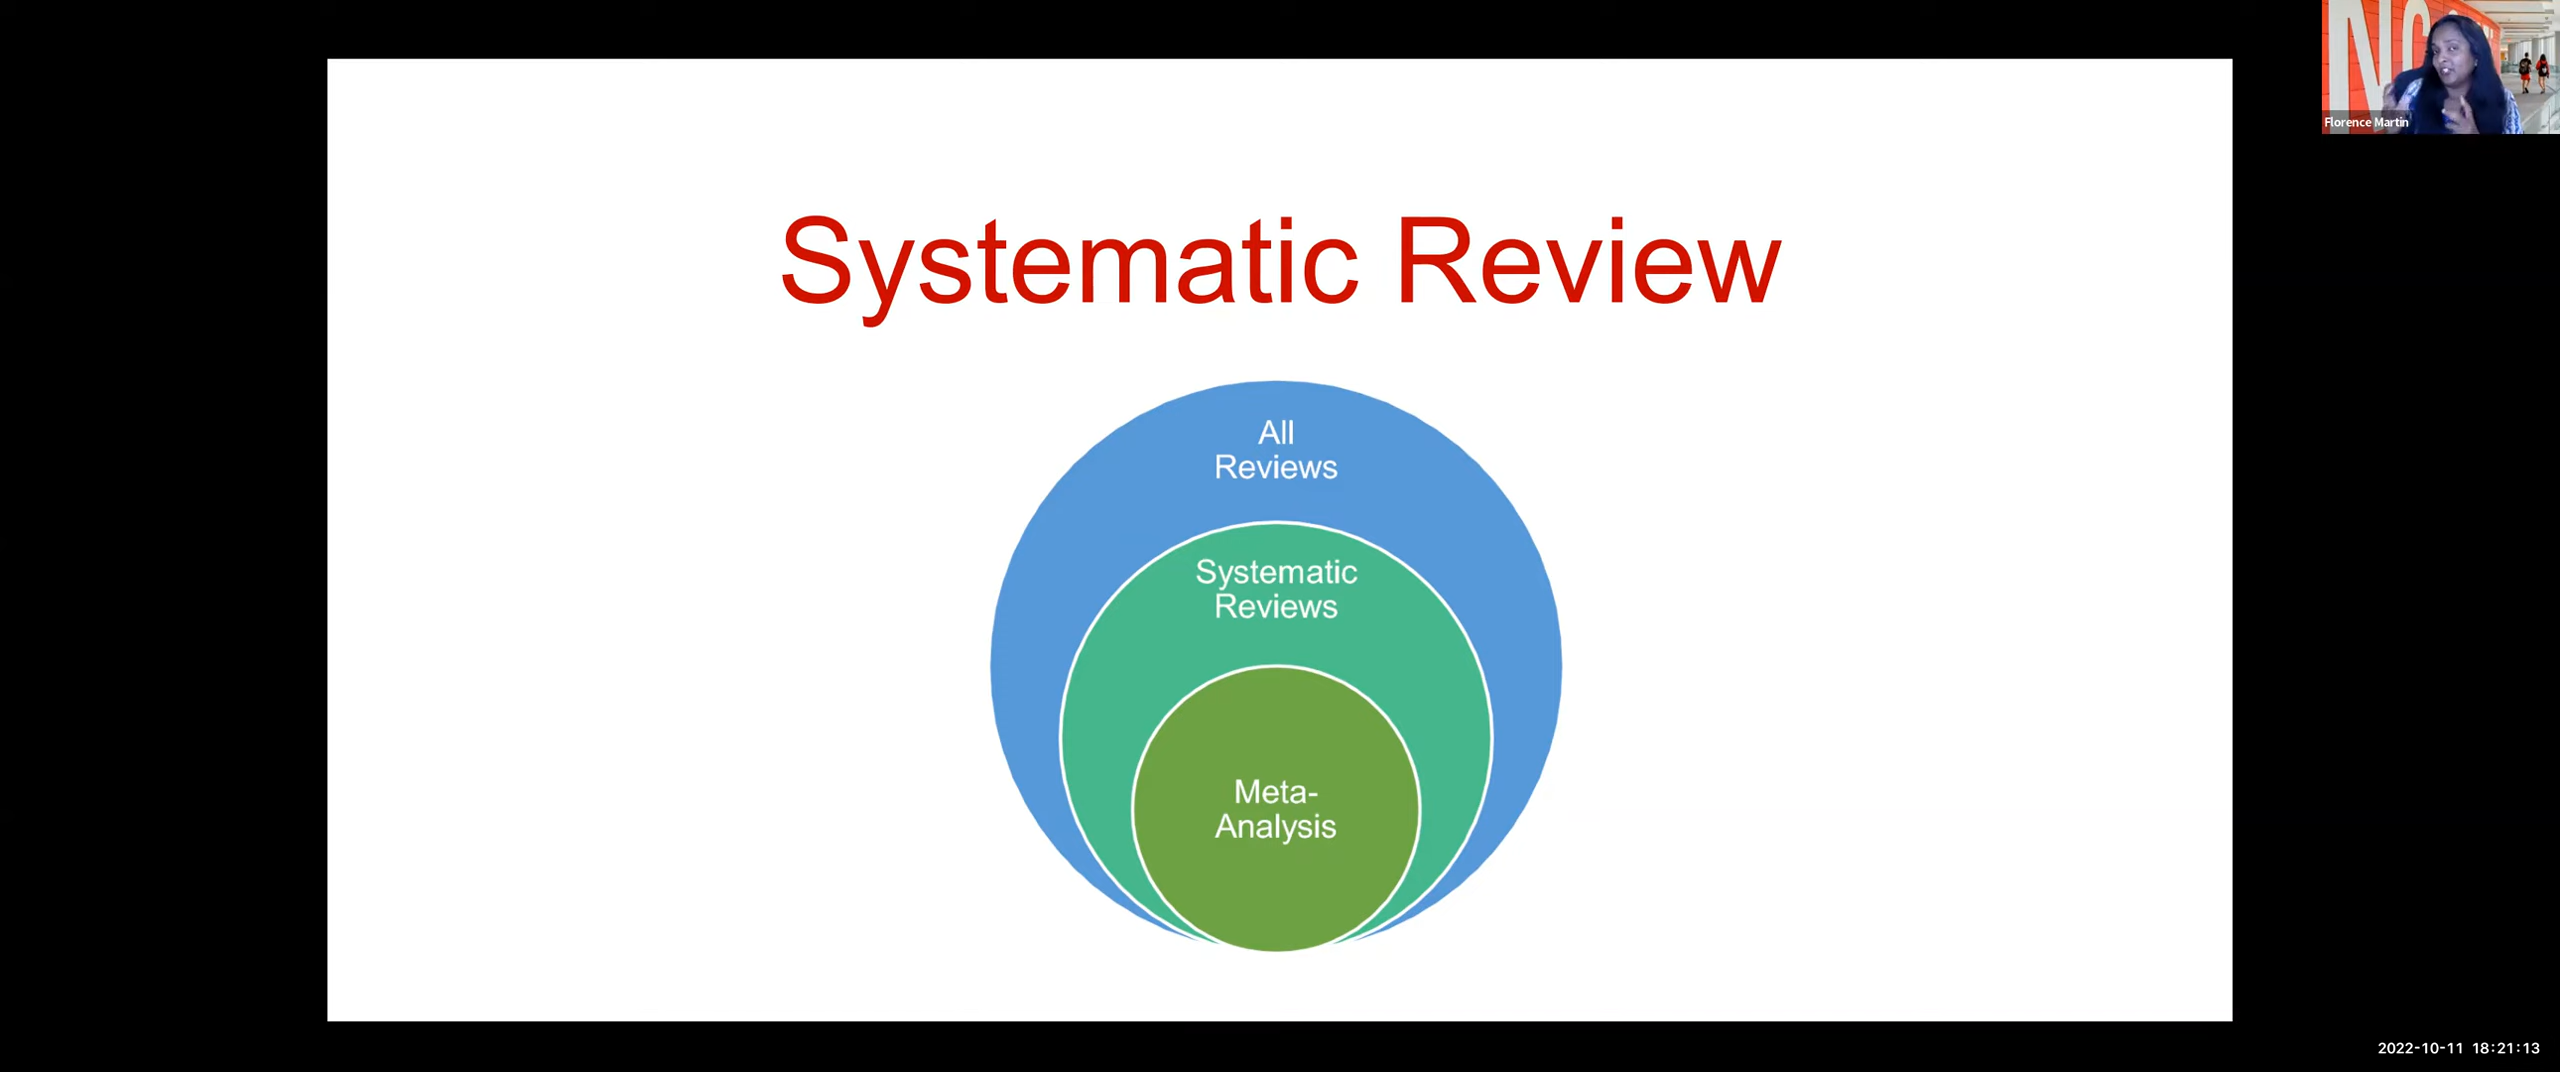 Systematic Review
All
Reviews
Systematic
Reviews
Meta-
Analysis
Florence Martin
2022-10-11 18:21:13